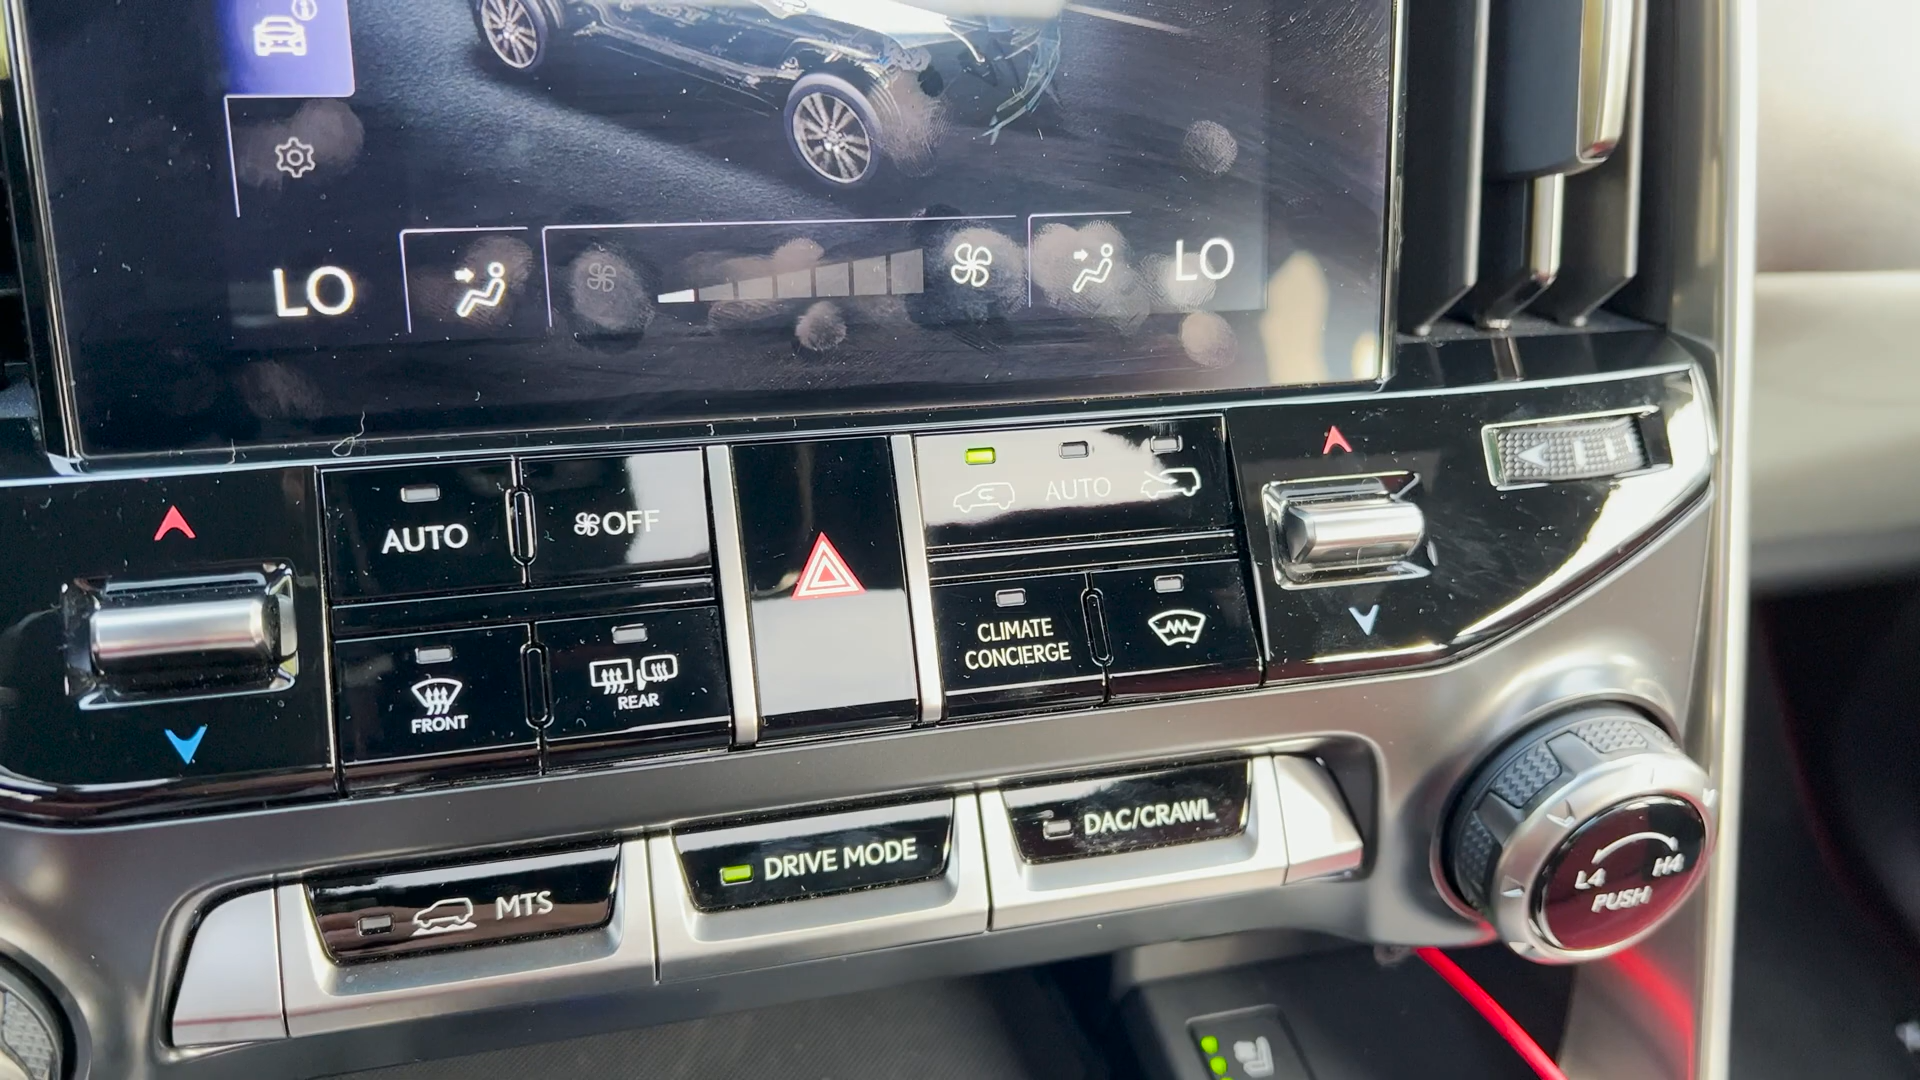 LO
LO
AUTO
OFF
AUTO
FRONT
REAR
CLIMATE
CONCIERGE
MTS
DRIVE MODE
DAC/CRAWL
L4
H4
PUSH